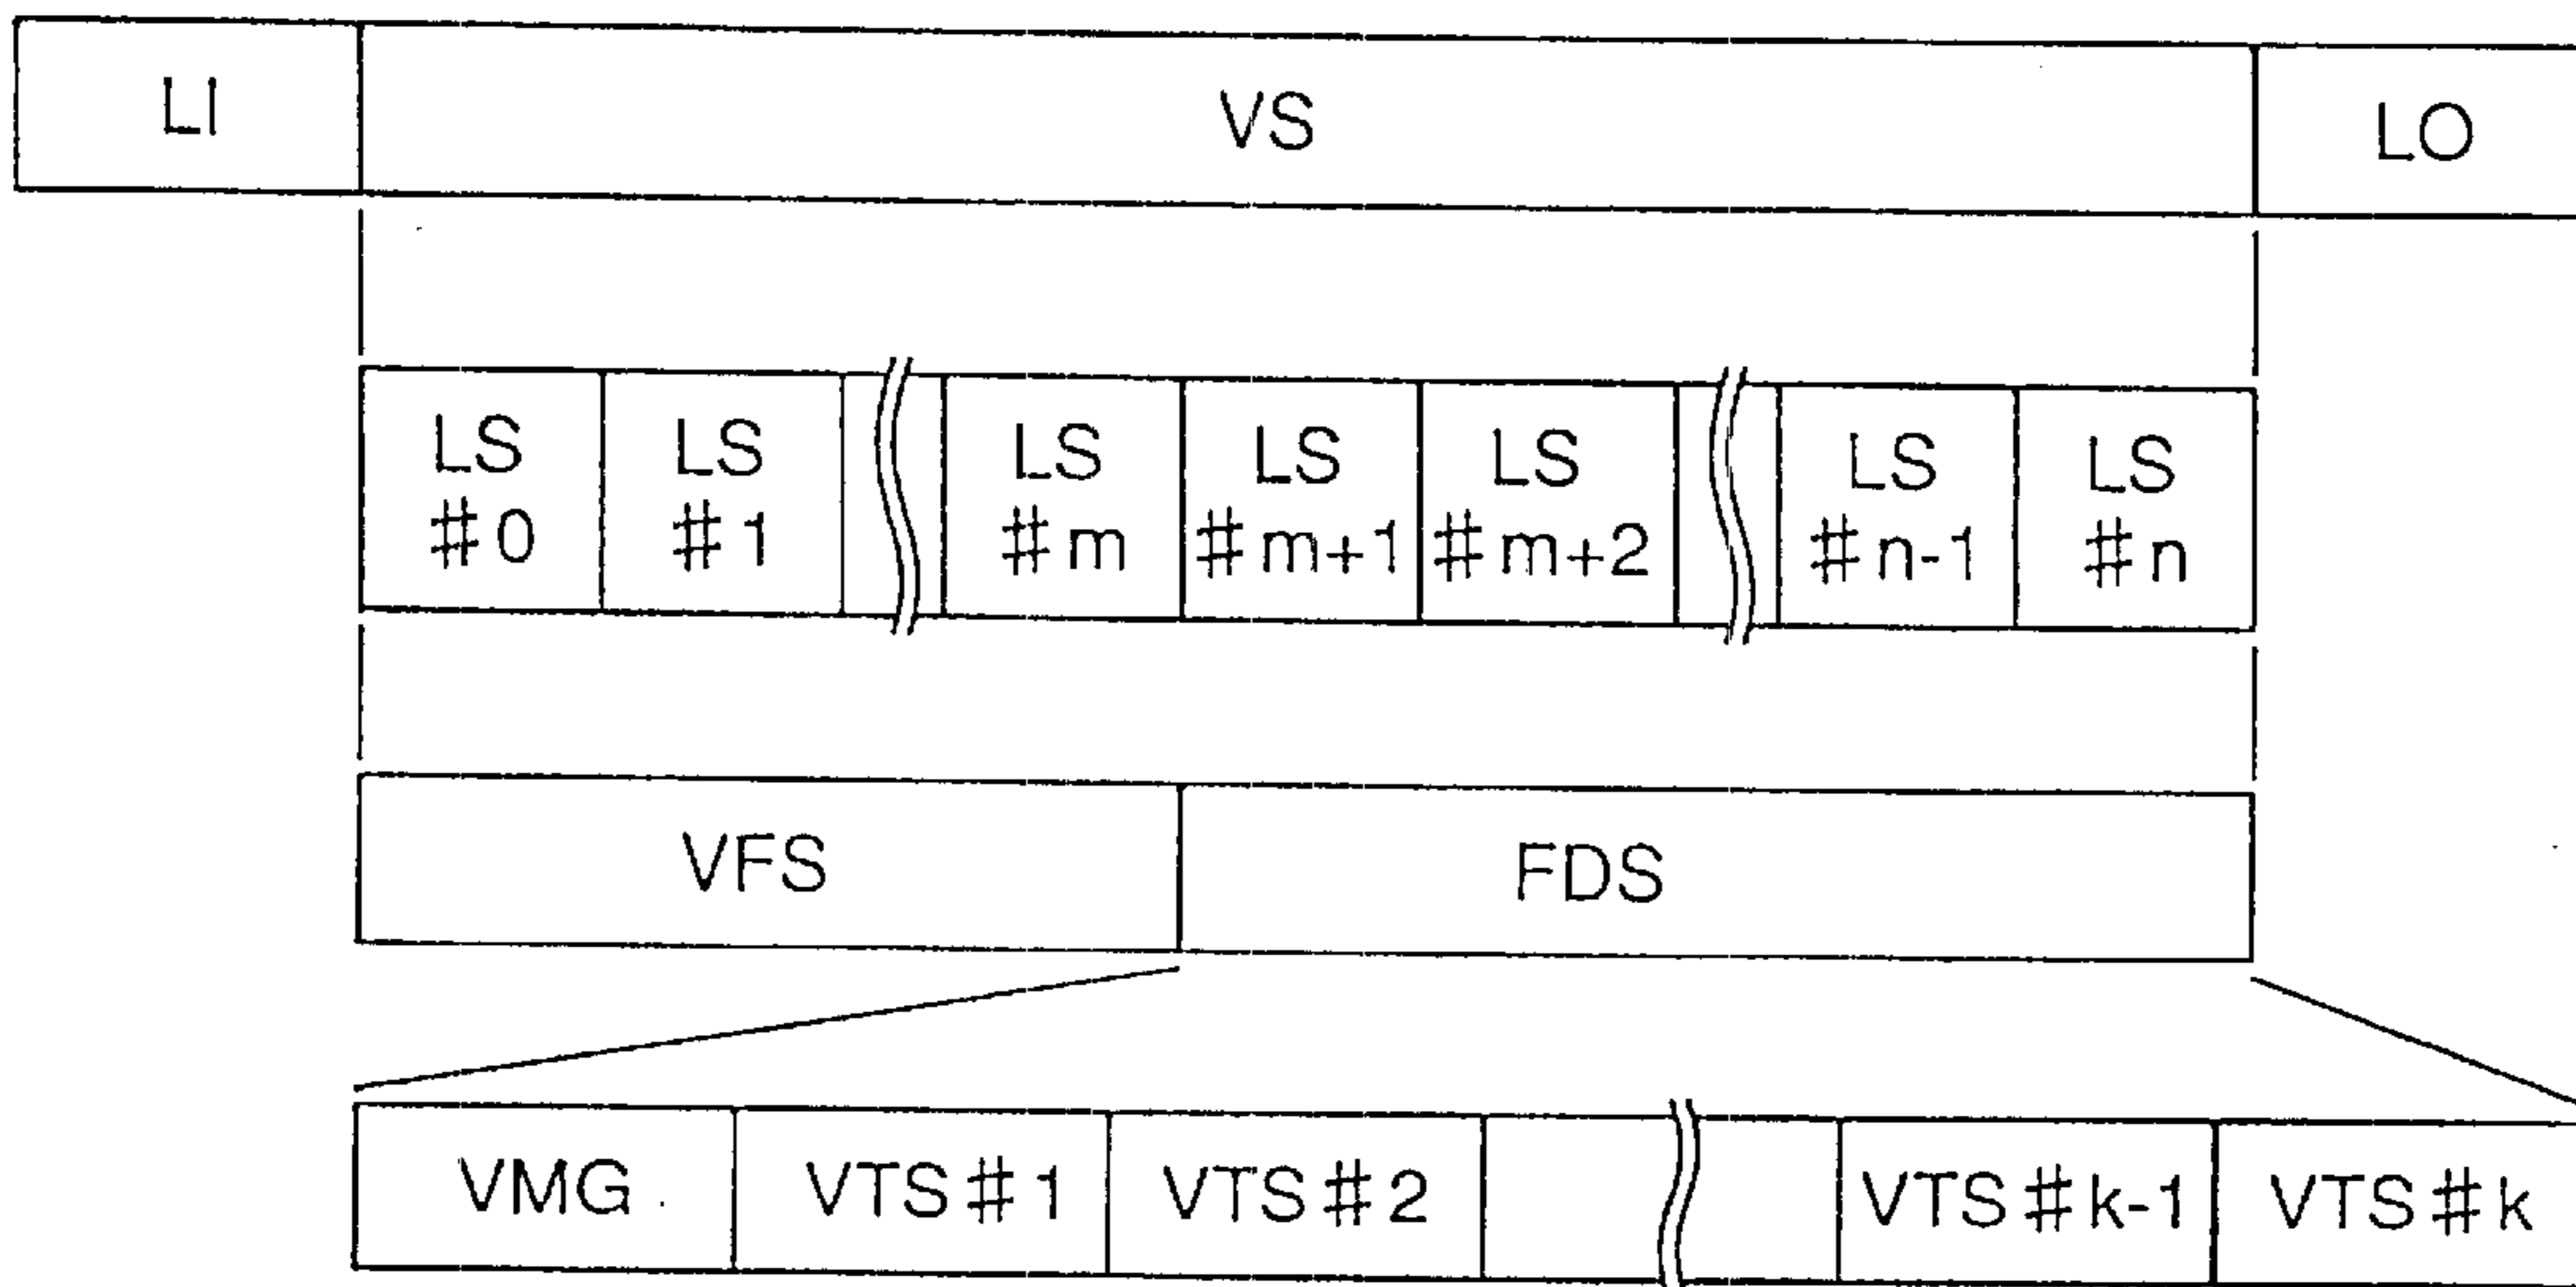 LI VS LO
LS LS LS LS LS LS LS
#0 #1 #m #m+1 #m+2 #n-1 #n
VFS FDS
VMG VTS#1 VTS#2 VTS#k-1 VTS#k